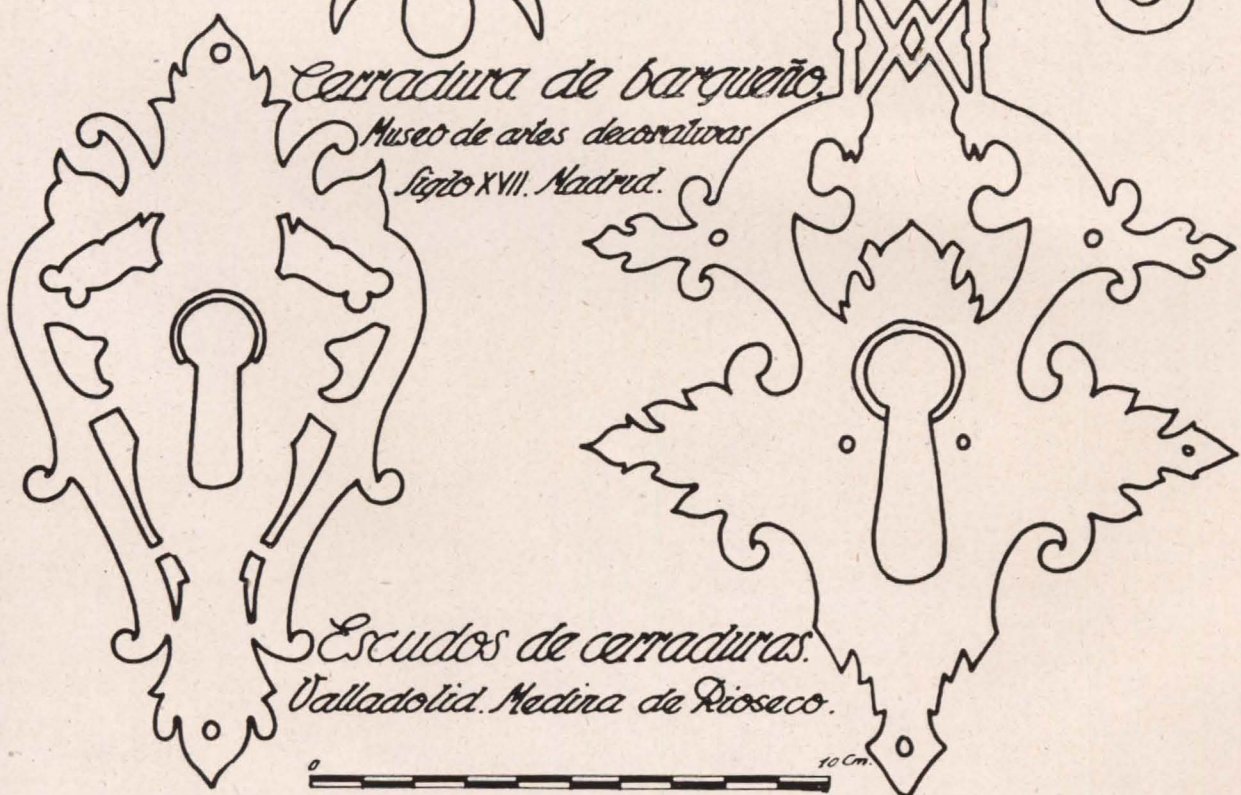 Cerradura de bargueño.
Museo de artes decorativas
Siglo XVII. Madrid.
Escudos de cerraduras.
Valladolid. Medina de Rioseco.
0 10 Cm.